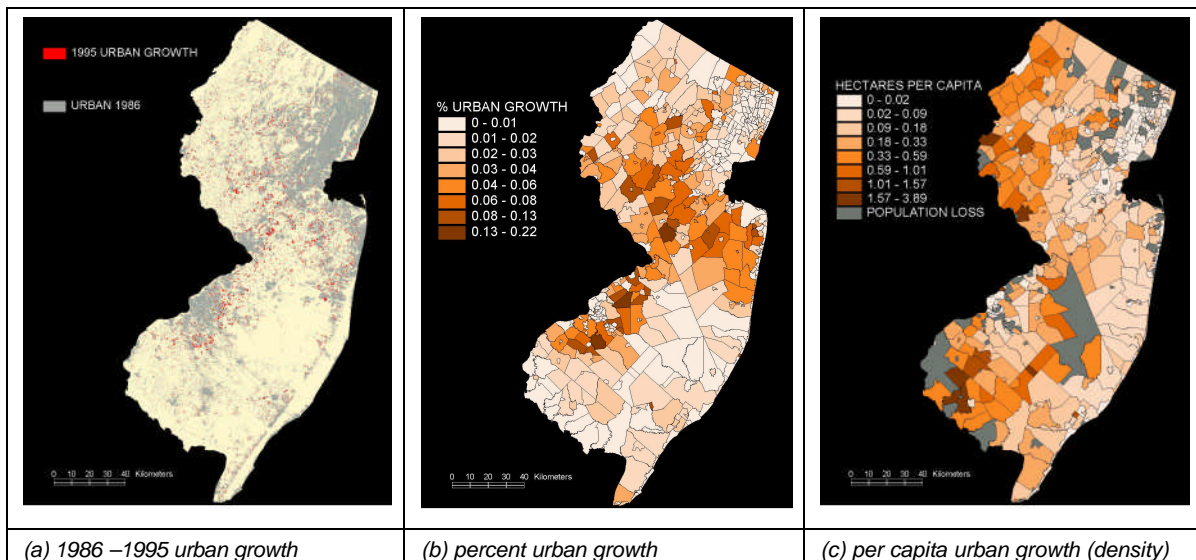 1995 URBAN GROWTH
URBAN 1986
0 10 20 30 40 Kilometers
(a) 1986 –1995 urban growth
% URBAN GROWTH
0 - 0.01
0.01 - 0.02
0.02 - 0.03
0.03 - 0.04
0.04 - 0.06
0.06 - 0.08
0.08 - 0.13
0.13 - 0.22
0 10 20 30 40 Kilometers
(b) percent urban growth
HECTARES PER CAPITA
0 - 0.02
0.02 - 0.09
0.09 - 0.18
0.18 - 0.33
0.33 - 0.59
0.59 - 1.01
1.01 - 1.57
1.57 - 3.89
POPULATION LOSS
0 10 20 30 40 Kilometers
(c) per capita urban growth (density)